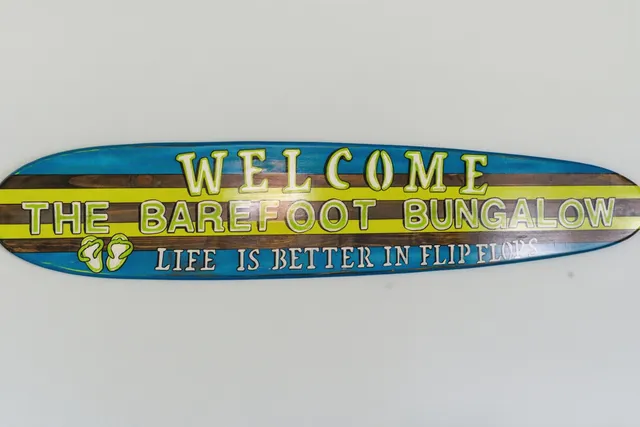 WELCOME
THE BAREFOOT BUNGALOW
LIFE IS BETTER IN FLIP FLOPS